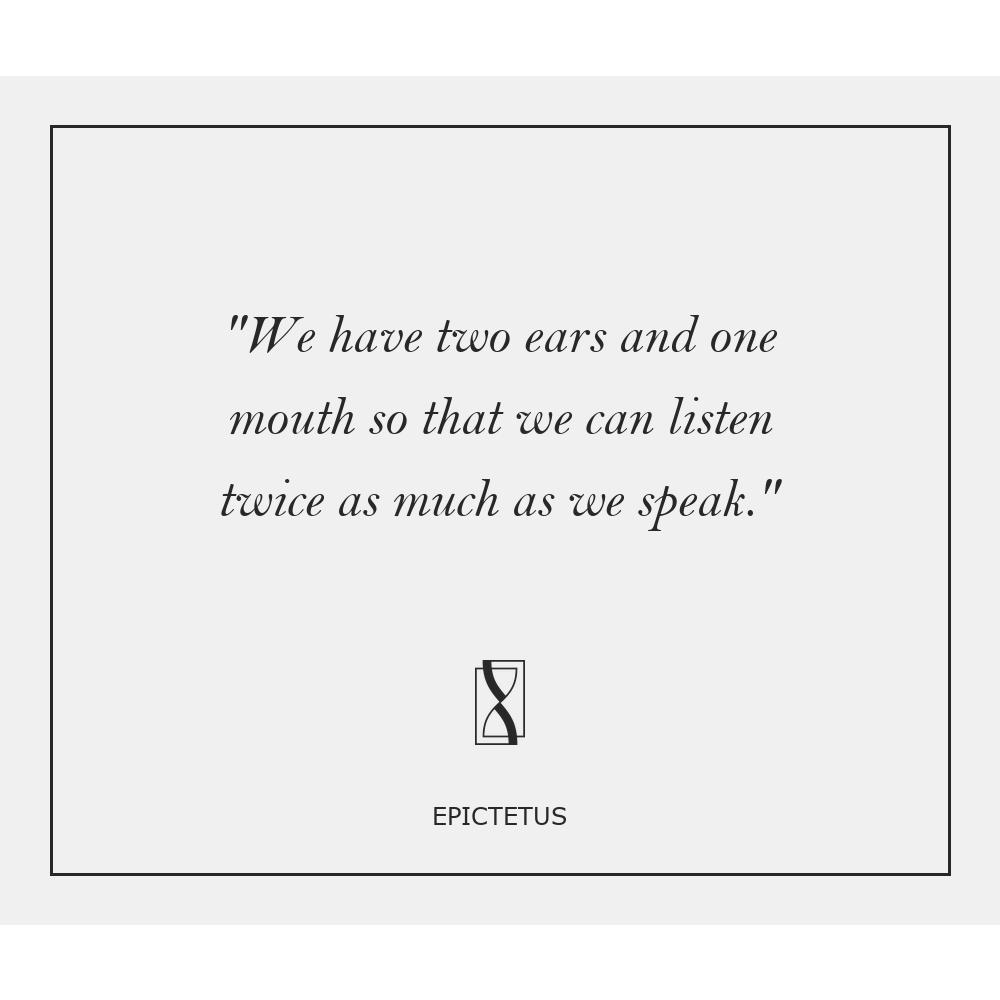 "We have two ears and one
mouth so that we can listen
twice as much as we speak."
EPICTETUS